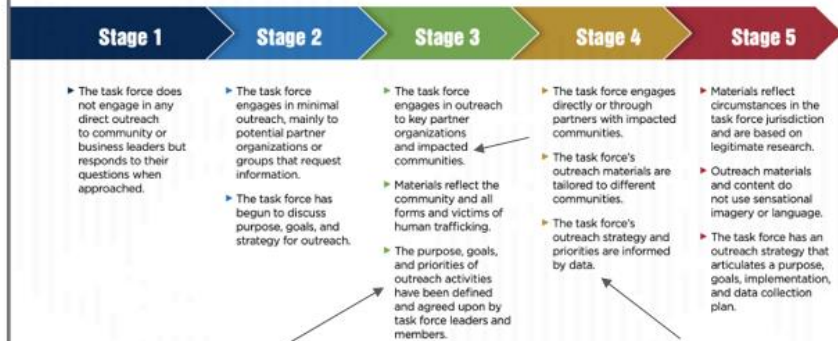 Stage 1
Stage 2
Stage 3
Stage 4
Stage 5
The task force does
not engage in any
direct outreach
to community or
business leaders but
responds to their
questions when
approached.
The task force
engages in minimal
outreach, mainly to
potential partner
organizations or
groups that request
information.
The task force has
begun to discuss
purpose, goals, and
strategy for outreach.
The task force
engages in outreach
to key partner
organizations
and impacted
communities.
Materials reflect the
community and all
forms and victims of
human trafficking.
The purpose, goals,
and priorities of
outreach activities
have been defined
and agreed upon by
task force leaders and
members.
The task force engages
directly or through
partners with impacted
communities.
The task force's
outreach materials are
tailored to different
communities.
The task force's
outreach strategy and
priorities are informed
by data.
Materials reflect
circumstances in the
task force jurisdiction
and are based on
legitimate research.
Outreach materials
and content do
not use sensational
imagery or language.
The task force has an
outreach strategy that
articulates a purpose,
goals, implementation,
and data collection
plan.